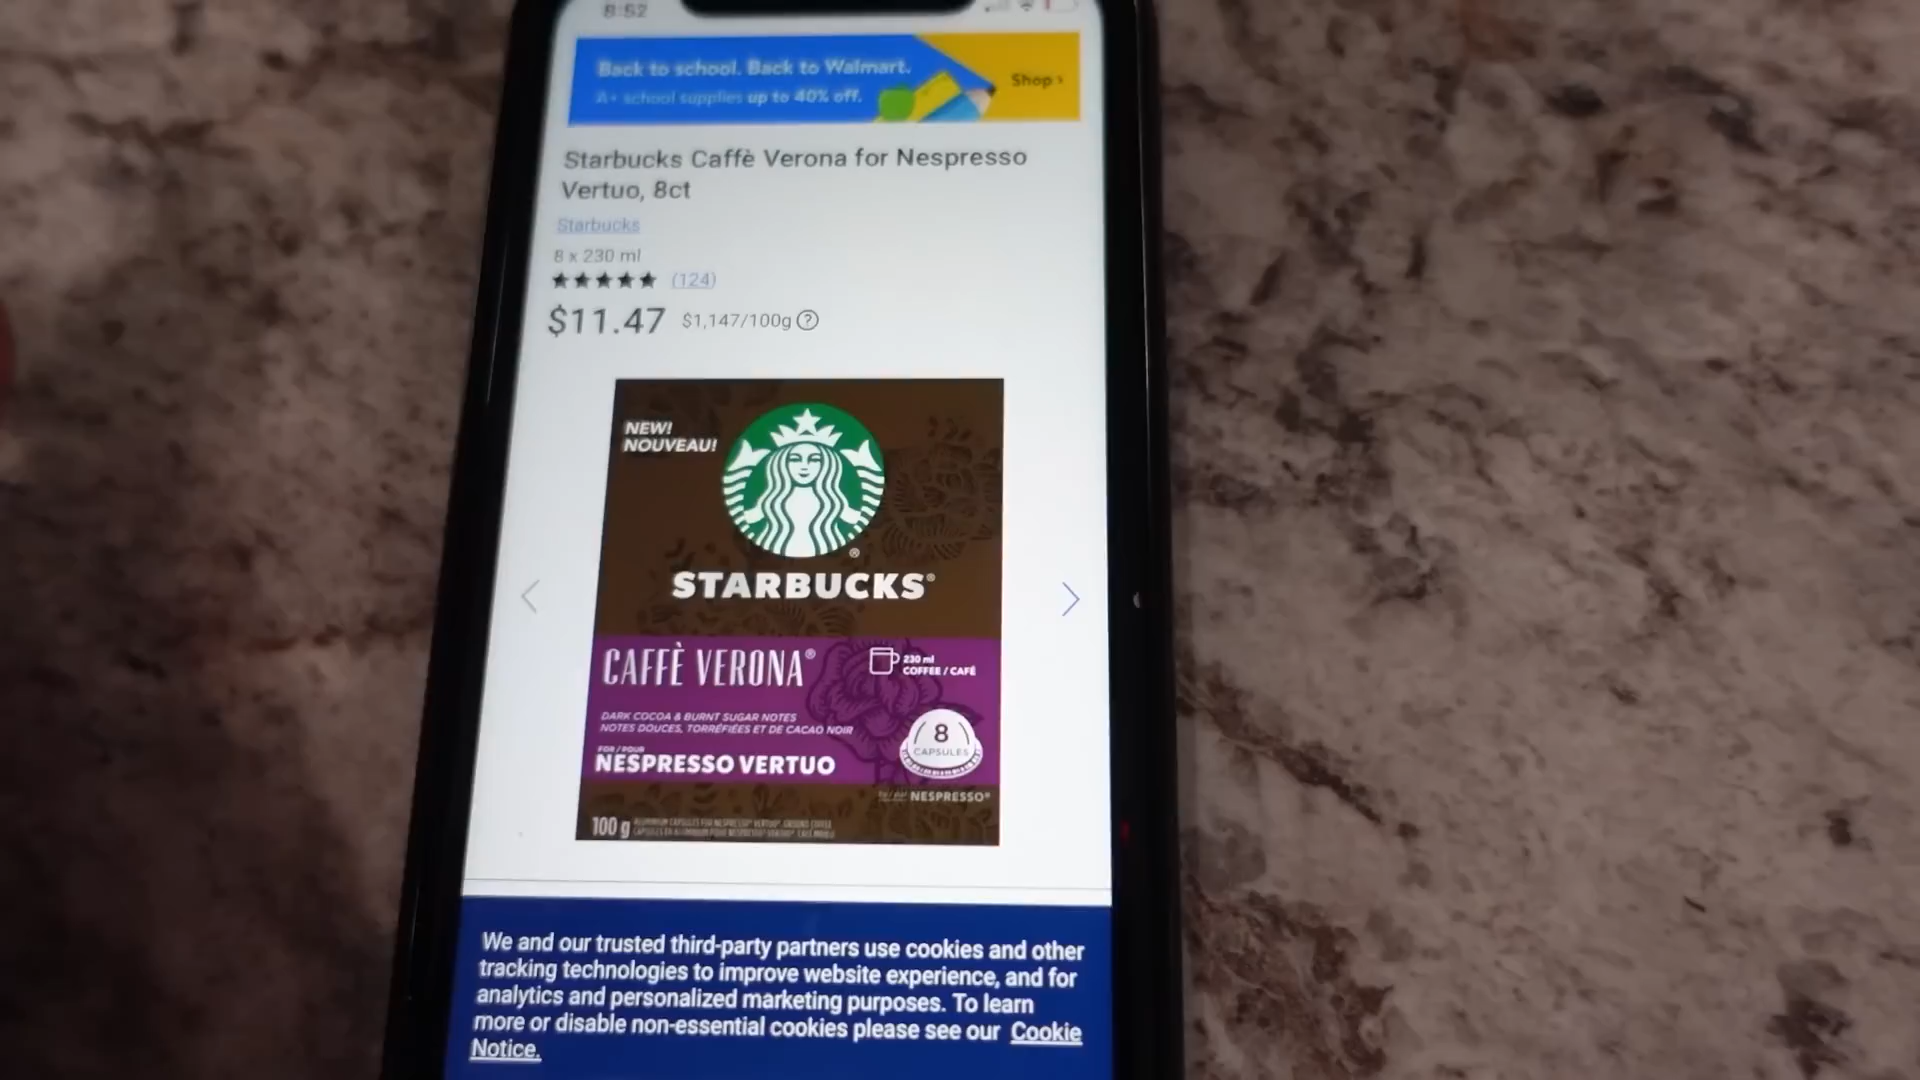 8:52
Back to school. Back to Walmart.
A+ school supplies up to 40% off.
Shop ›
Starbucks Caffè Verona for Nespresso
Vertuo, 8ct
Starbucks
8 x 230 ml
★★★★★ (124)
$11.47 $1,147/100g ?
NEW!
NOUVEAU!
STARBUCKS®
CAFFÈ VERONA®
230 ml
COFFEE / CAFÉ
DARK COCOA & BURNT SUGAR NOTES
NOTES DOUCES, TORRÉFIÉES ET DE CACAO NOIR
FOR / POUR
NESPRESSO VERTUO
8
CAPSULES
NESPRESSO®
100 g
We and our trusted third-party partners use cookies and other
tracking technologies to improve website experience, and for
analytics and personalized marketing purposes. To learn
more or disable non-essential cookies please see our Cookie
Notice.